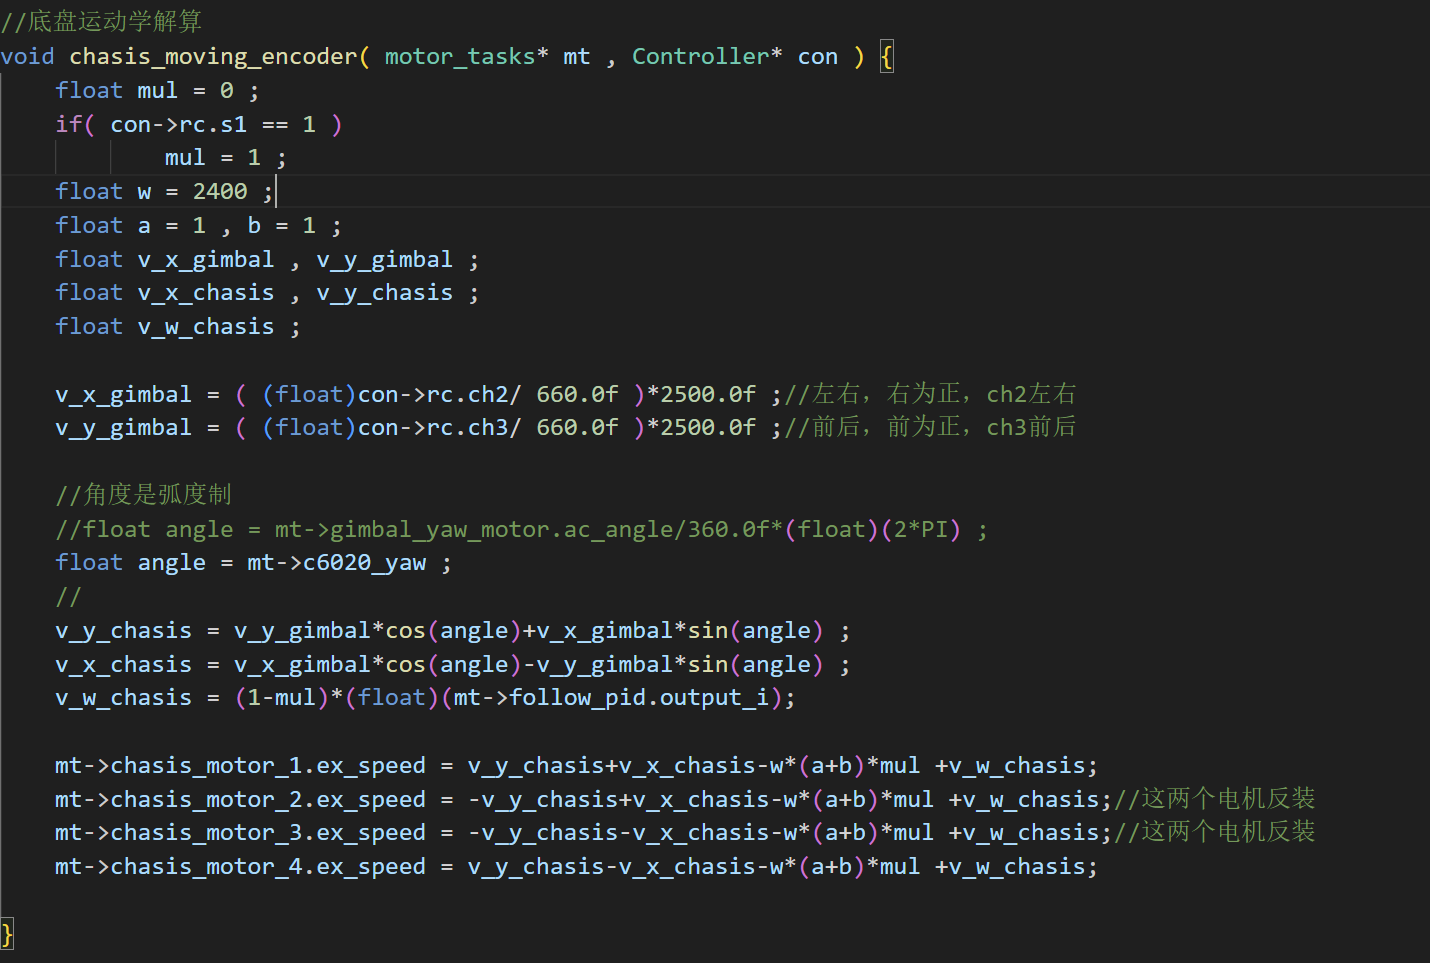 //底盘运动学解算
void chasis_moving_encoder( motor_tasks* mt , Controller* con ) {
float mul = 0 ;
if( con->rc.s1 == 1 )
mul = 1 ;
float w = 2400 ;
float a = 1 , b = 1 ;
float v_x_gimbal , v_y_gimbal ;
float v_x_chasis , v_y_chasis ;
float v_w_chasis ;
v_x_gimbal = ( (float)con->rc.ch2/ 660.0f )*2500.0f ;//左右，右为正，ch2左右
v_y_gimbal = ( (float)con->rc.ch3/ 660.0f )*2500.0f ;//前后，前为正，ch3前后
//角度是弧度制
//float angle = mt->gimbal_yaw_motor.ac_angle/360.0f*(float)(2*PI) ;
float angle = mt->c6020_yaw ;
//
v_y_chasis = v_y_gimbal*cos(angle)+v_x_gimbal*sin(angle) ;
v_x_chasis = v_x_gimbal*cos(angle)-v_y_gimbal*sin(angle) ;
v_w_chasis = (1-mul)*(float)(mt->follow_pid.output_i);
mt->chasis_motor_1.ex_speed = v_y_chasis+v_x_chasis-w*(a+b)*mul +v_w_chasis;
mt->chasis_motor_2.ex_speed = -v_y_chasis+v_x_chasis-w*(a+b)*mul +v_w_chasis;//这两个电机反装
mt->chasis_motor_3.ex_speed = -v_y_chasis-v_x_chasis-w*(a+b)*mul +v_w_chasis;//这两个电机反装
mt->chasis_motor_4.ex_speed = v_y_chasis-v_x_chasis-w*(a+b)*mul +v_w_chasis;
}